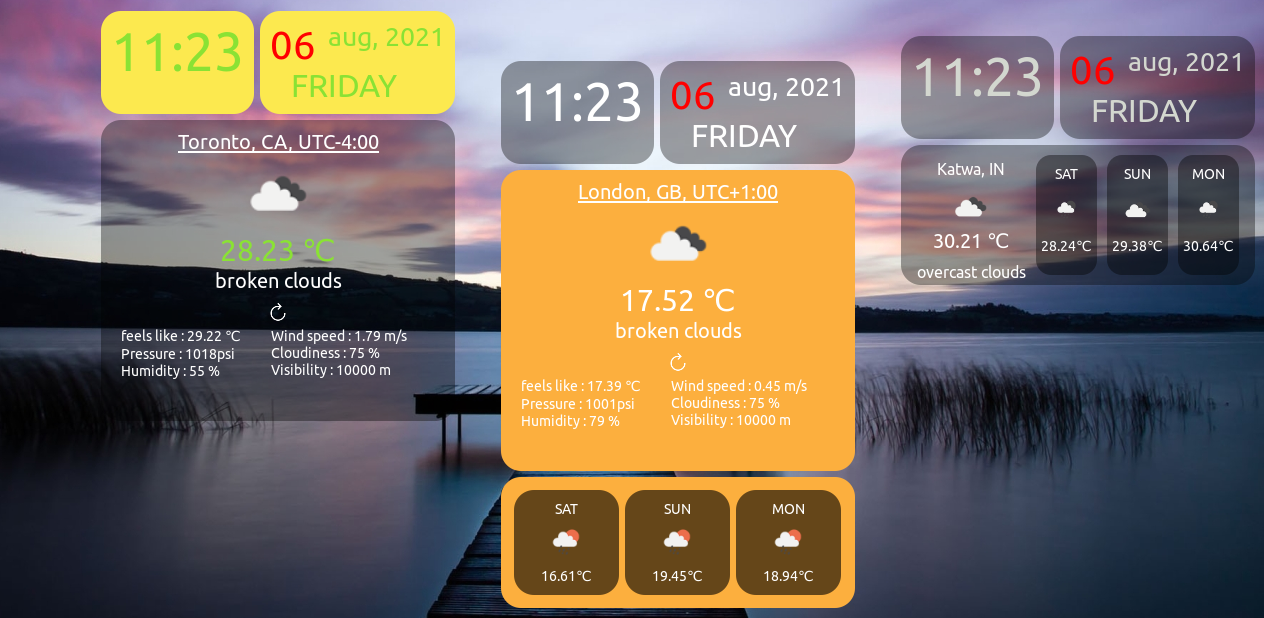 11:23
06 aug, 2021
FRIDAY
Toronto, CA, UTC-4:00
28.23 °C
broken clouds
feels like : 29.22 °C
Pressure : 1018psi
Humidity : 55 %
Wind speed : 1.79 m/s
Cloudiness : 75 %
Visibility : 10000 m
11:23
06 aug, 2021
FRIDAY
London, GB, UTC+1:00
17.52 °C
broken clouds
feels like : 17.39 °C
Pressure : 1001psi
Humidity : 79 %
Wind speed : 0.45 m/s
Cloudiness : 75 %
Visibility : 10000 m
SAT
16.61°C
SUN
19.45°C
MON
18.94°C
11:23
06 aug, 2021
FRIDAY
Katwa, IN
30.21 °C
overcast clouds
SAT
28.24°C
SUN
29.38°C
MON
30.64°C